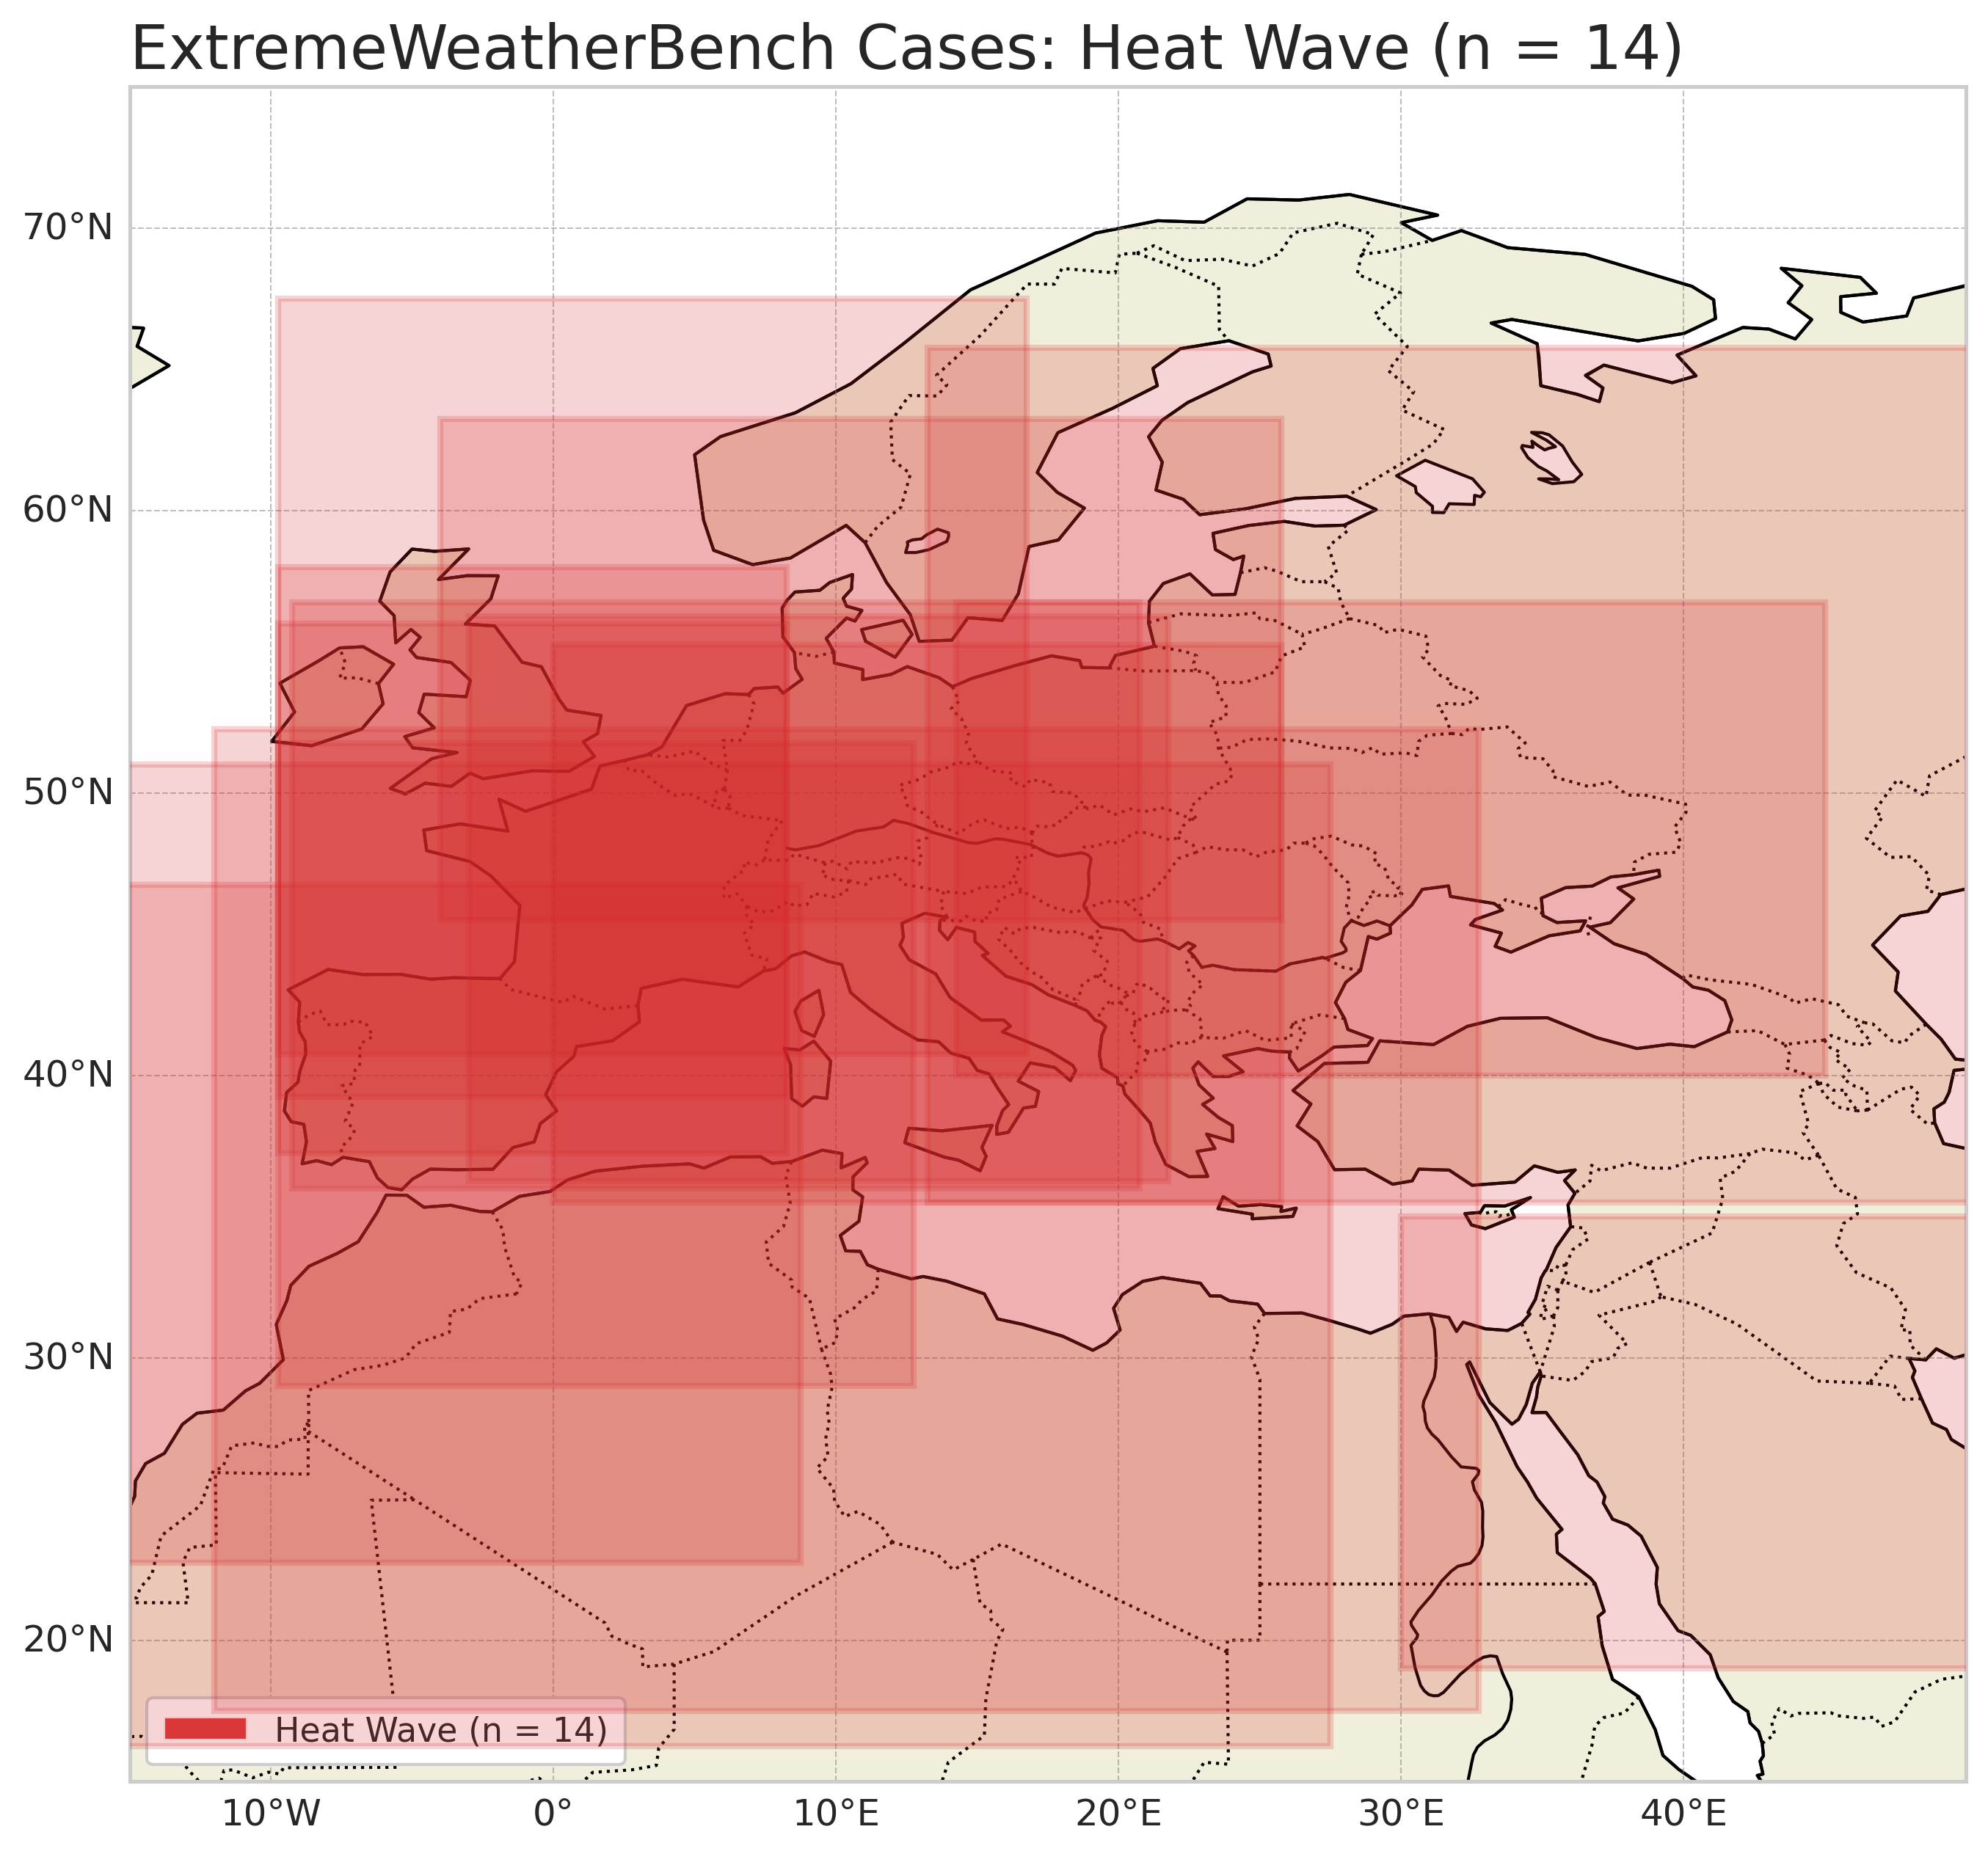 ExtremeWeatherBench Cases: Heat Wave (n = 14)
70°N
60°N
50°N
40°N
30°N
20°N
Heat Wave (n = 14)
10°W 0° 10°E 20°E 30°E 40°E